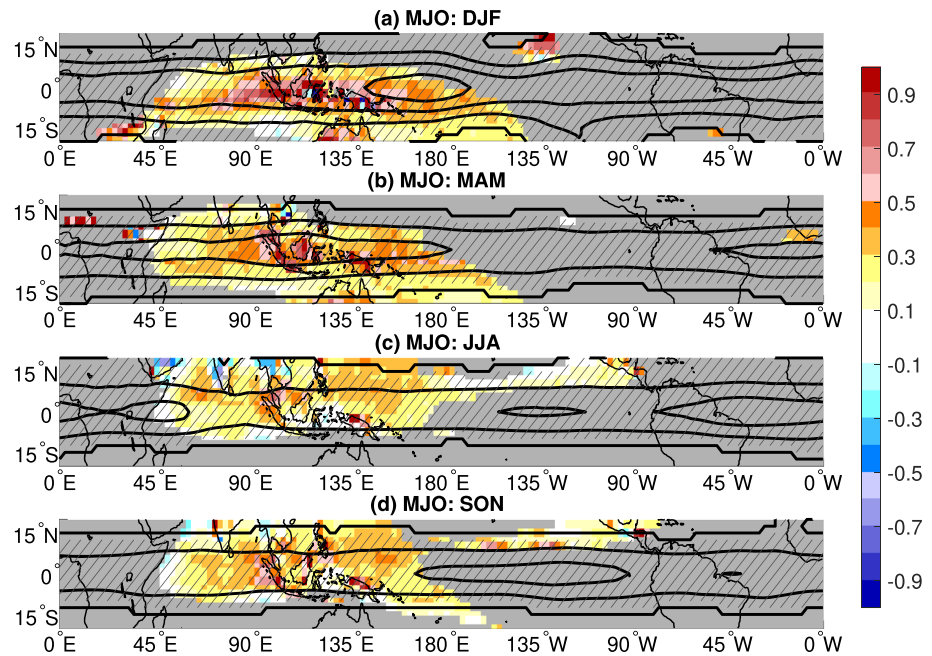 (a) MJO: DJF
15°N
0°
15°S
0°E 45°E 90°E 135°E 180°E 135°W 90°W 45°W 0°W
(b) MJO: MAM
15°N
0°
15°S
0°E 45°E 90°E 135°E 180°E 135°W 90°W 45°W 0°W
(c) MJO: JJA
15°N
0°
15°S
0°E 45°E 90°E 135°E 180°E 135°W 90°W 45°W 0°W
(d) MJO: SON
15°N
0°
15°S
0°E 45°E 90°E 135°E 180°E 135°W 90°W 45°W 0°W
0.9
0.7
0.5
0.3
0.1
-0.1
-0.3
-0.5
-0.7
-0.9